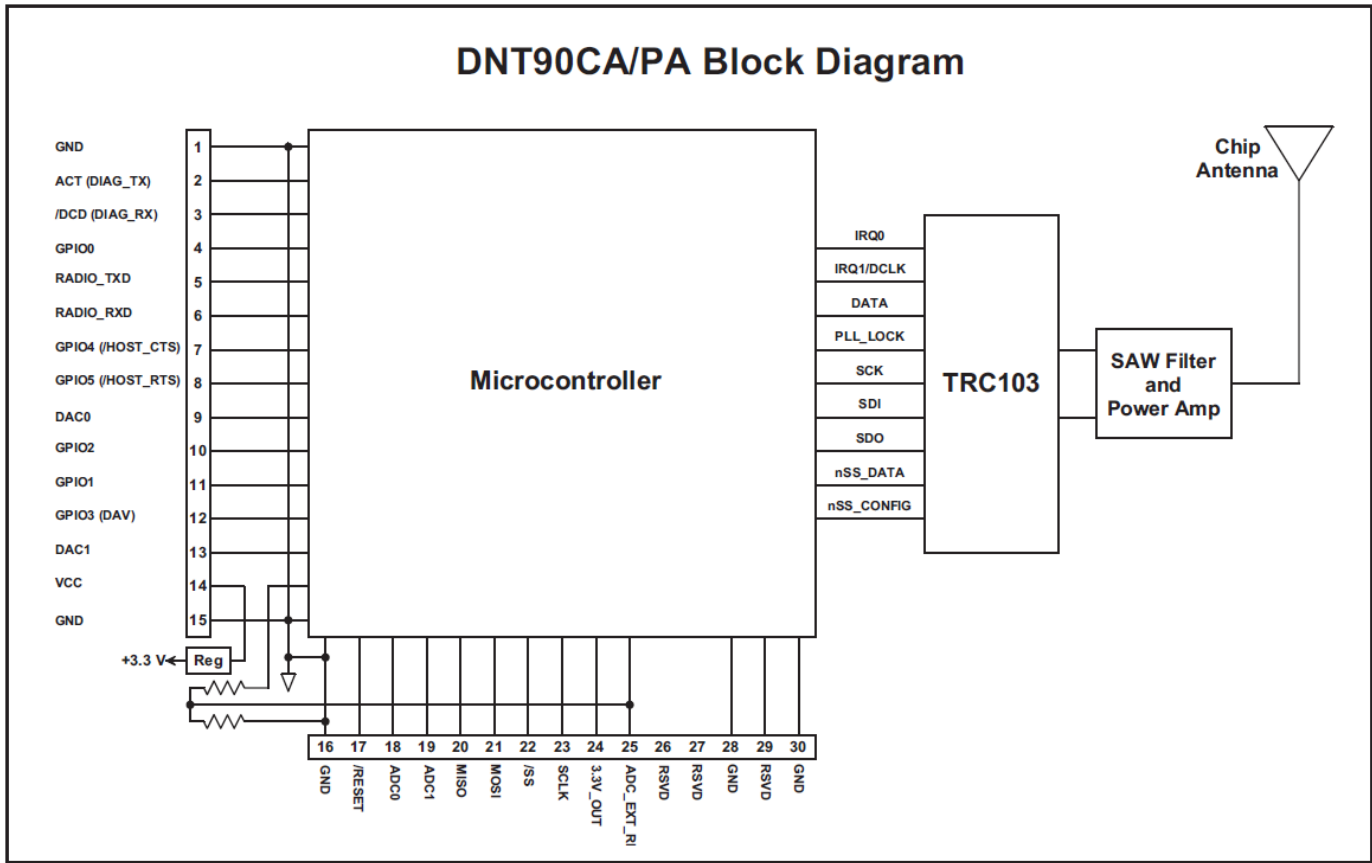 DNT90CA/PA Block Diagram
GND 1
ACT (DIAG_TX) 2
/DCD (DIAG_RX) 3
GPIO0 4
RADIO_TXD 5
RADIO_RXD 6
GPIO4 (/HOST_CTS) 7
GPIO5 (/HOST_RTS) 8
DAC0 9
GPIO2 10
GPIO1 11
GPIO3 (DAV) 12
DAC1 13
VCC 14
GND 15
+3.3 V
Reg
Microcontroller
IRQ0
IRQ1/DCLK
DATA
PLL_LOCK
SCK
SDI
SDO
nSS_DATA
nSS_CONFIG
TRC103
SAW Filter
and
Power Amp
Chip
Antenna
16 17 18 19 20 21 22 23 24 25 26 27 28 29 30
GND
/RESET
ADC0
ADC1
MISO
MOSI
/SS
SCLK
3.3V_OUT
ADC_EXT_RI
RSVD
RSVD
GND
RSVD
GND